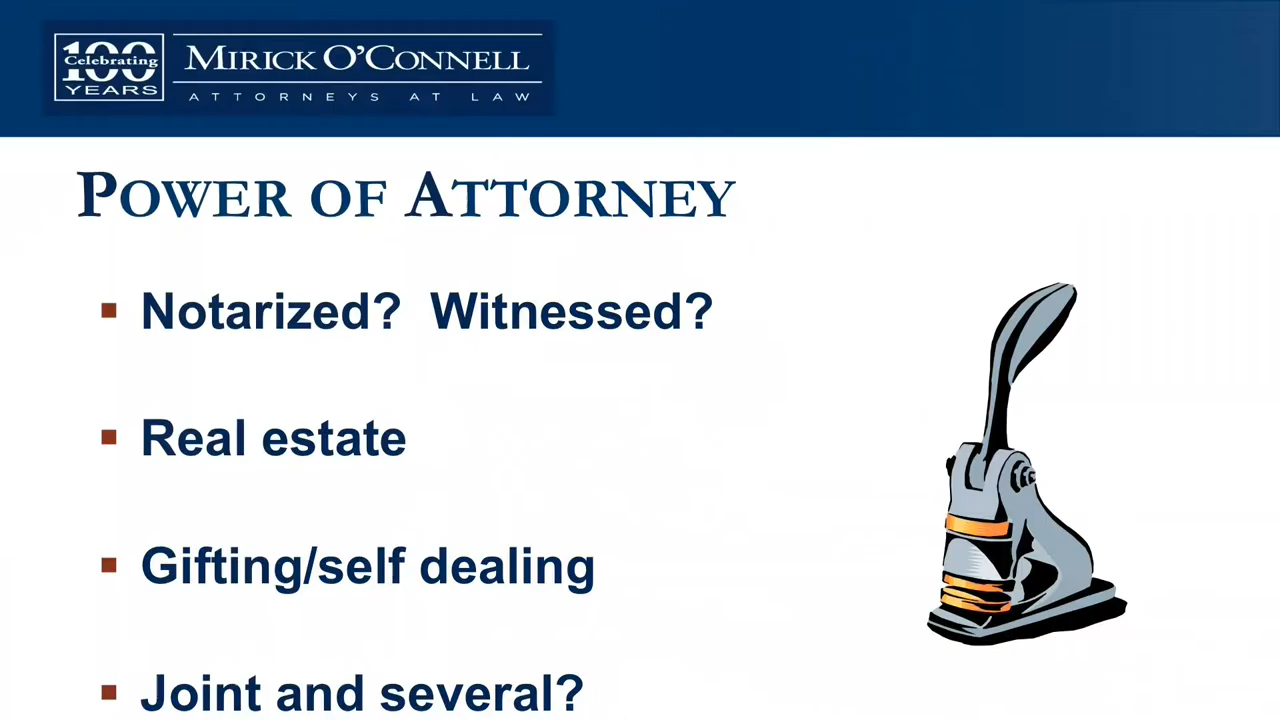 100
Celebrating
YEARS
MIRICK O'CONNELL
ATTORNEYS AT LAW
POWER OF ATTORNEY
▪ Notarized? Witnessed?
▪ Real estate
▪ Gifting/self dealing
▪ Joint and several?